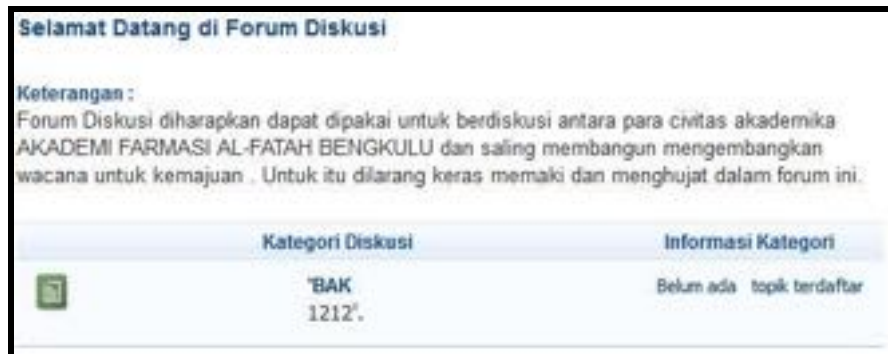 Selamat Datang di Forum Diskusi
Keterangan :
Forum Diskusi diharapkan dapat dipakai untuk berdiskusi antara para civitas akademika
AKADEMI FARMASI AL-FATAH BENGKULU dan saling membangun mengembangkan
wacana untuk kemajuan . Untuk itu dilarang keras memaki dan menghujat dalam forum ini.
Kategori Diskusi Informasi Kategori
"BAK Belum ada topik terdaftar
1212".